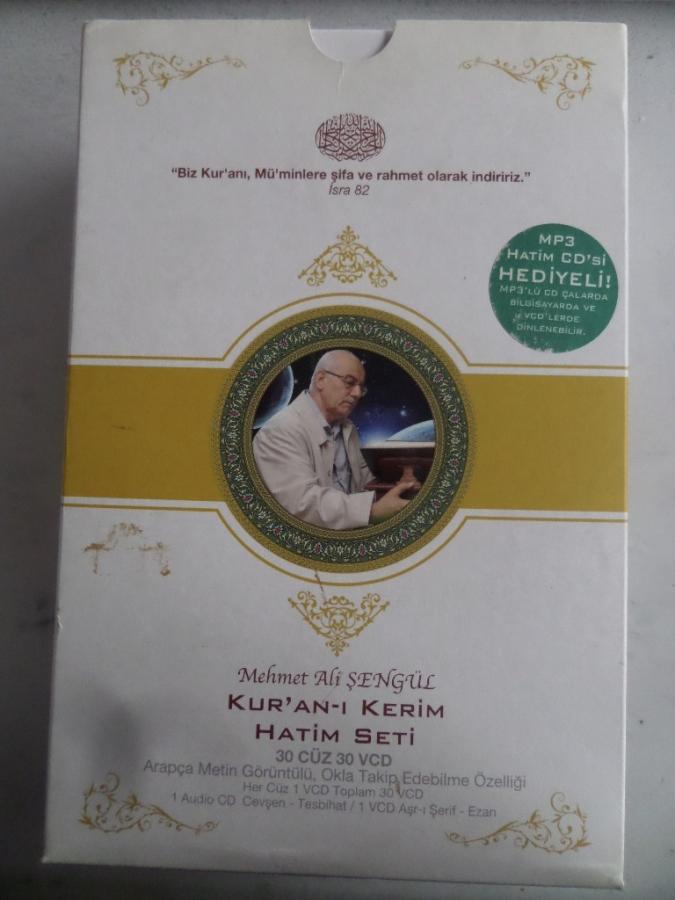 “Biz Kur'anı, Mü'minlere şifa ve rahmet olarak indiririz.”
İsra 82
MP3
HATİM CD'Sİ
HEDİYELİ!
MP3'LÜ CD ÇALARDA
BİLGİSAYARDA VE
VCD'LERDE
DİNLENEBİLİR.
Mehmet Ali ŞENGÜL
KUR'AN-I KERİM
HATİM SETİ
30 CÜZ 30 VCD
Arapça Metin Görüntülü, Okla Takip Edebilme Özelliği
Her Cüz 1 VCD Toplam 30 VCD
1 Audio CD Cevşen - Tesbihat / 1 VCD Aşr-ı Şerif - Ezan